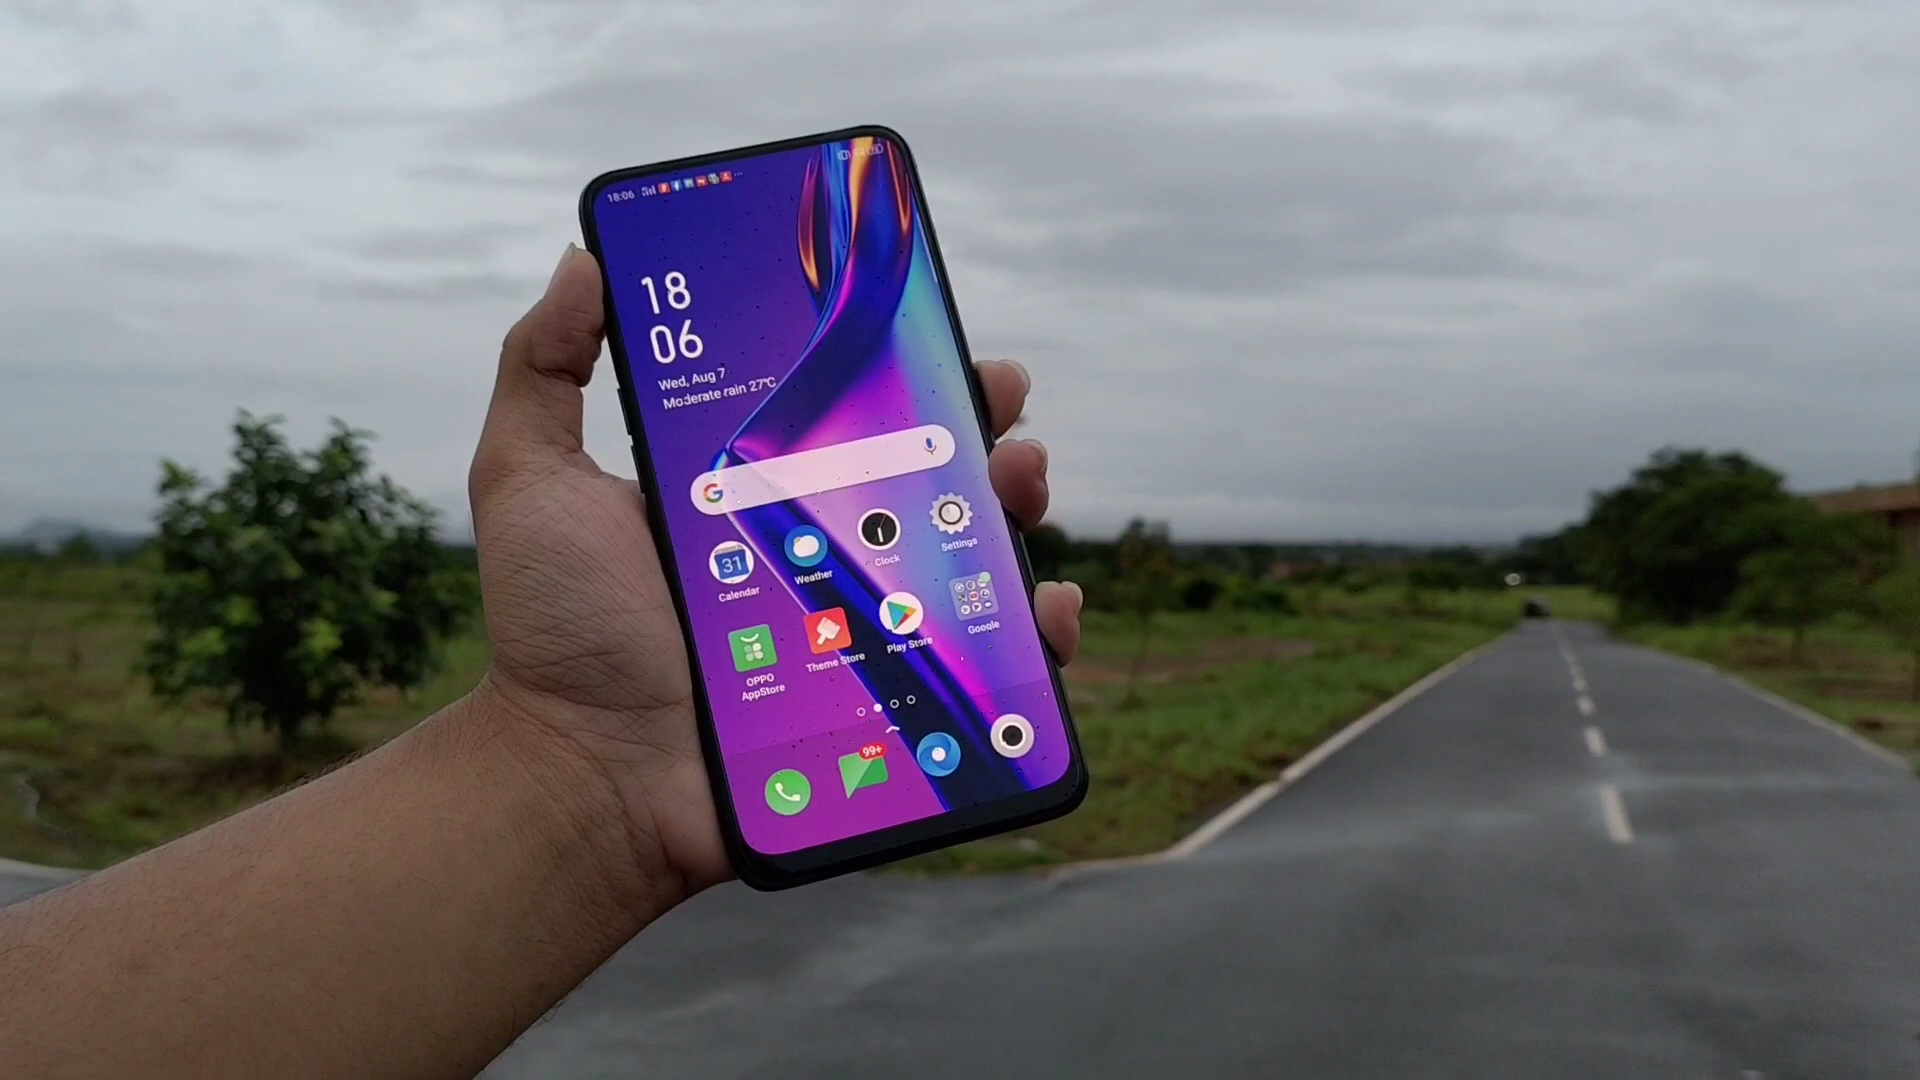 18:06
18
06
Wed, Aug 7
Moderate rain 27°C
G
31
Calendar
Weather
Clock
Settings
OPPO
AppStore
Theme Store
Play Store
Google
99+